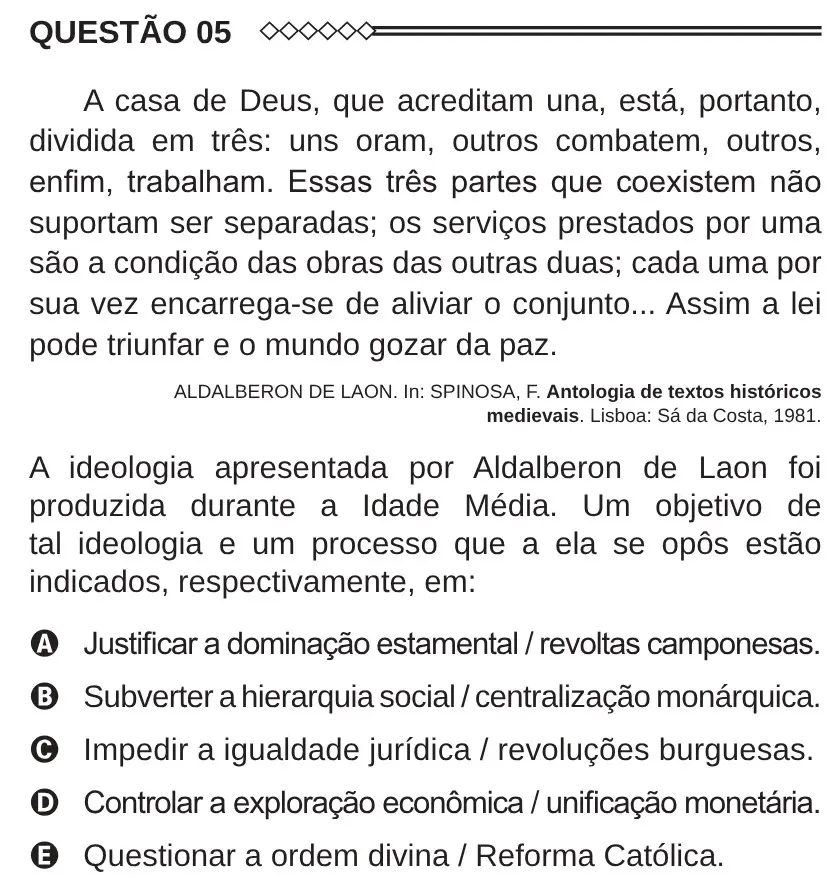 QUESTÃO 05
A casa de Deus, que acreditam una, está, portanto,
dividida em três: uns oram, outros combatem, outros,
enfim, trabalham. Essas três partes que coexistem não
suportam ser separadas; os serviços prestados por uma
são a condição das obras das outras duas; cada uma por
sua vez encarrega-se de aliviar o conjunto... Assim a lei
pode triunfar e o mundo gozar da paz.
ALDALBERON DE LAON. In: SPINOSA, F. Antologia de textos históricos
medievais. Lisboa: Sá da Costa, 1981.
A ideologia apresentada por Aldalberon de Laon foi
produzida durante a Idade Média. Um objetivo de
tal ideologia e um processo que a ela se opôs estão
indicados, respectivamente, em:
A Justificar a dominação estamental / revoltas camponesas.
B Subverter a hierarquia social / centralização monárquica.
C Impedir a igualdade jurídica / revoluções burguesas.
D Controlar a exploração econômica / unificação monetária.
E Questionar a ordem divina / Reforma Católica.